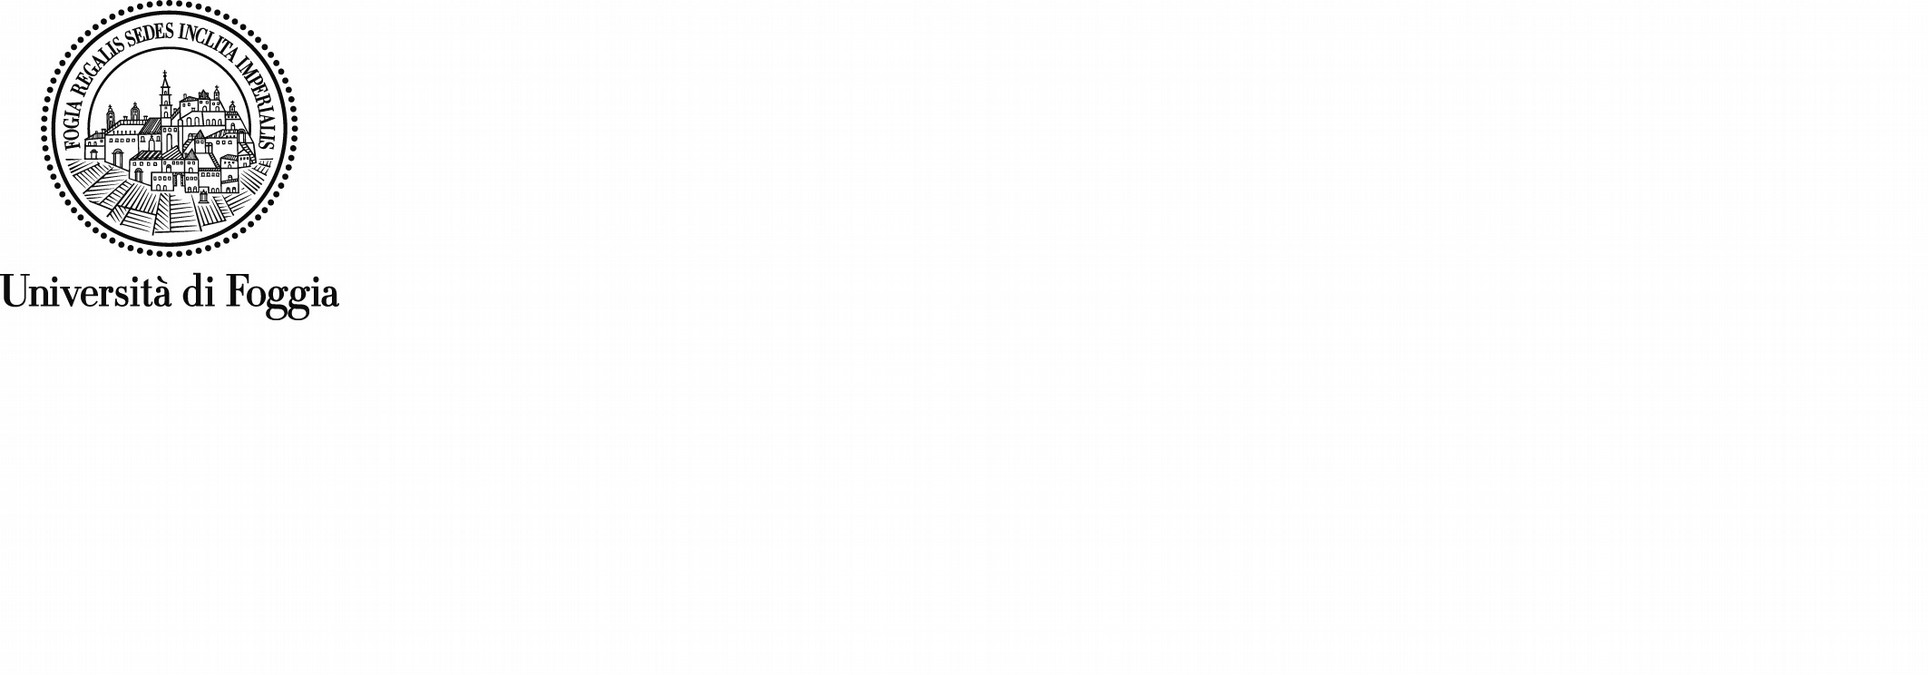 FOGIA REGALIS SEDES INCLITA IMPERIALIS
Università di Foggia